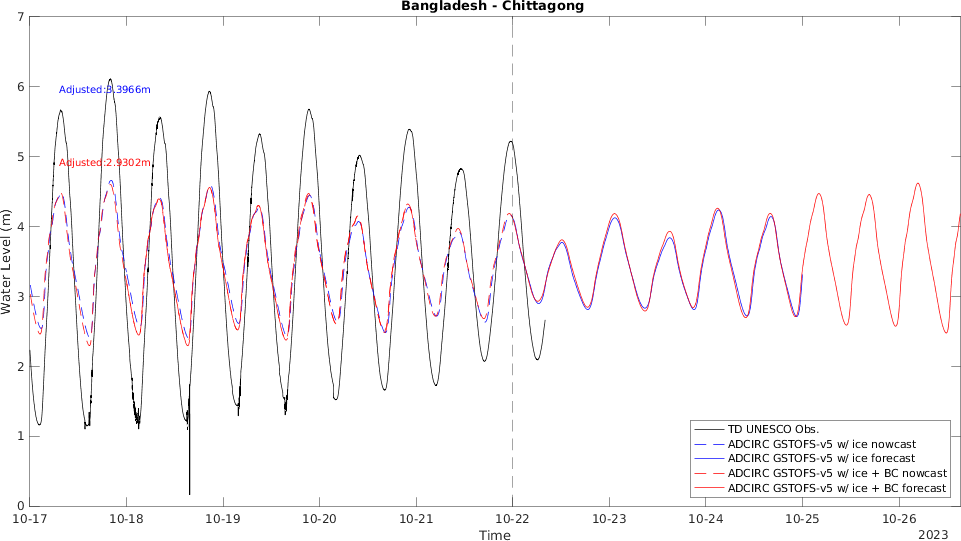 Bangladesh - Chittagong
7
6
5
4
3
2
1
0
Water Level (m)
Adjusted:3.3966m
Adjusted:2.9302m
TD UNESCO Obs.
ADCIRC GSTOFS-v5 w/ ice nowcast
ADCIRC GSTOFS-v5 w/ ice forecast
ADCIRC GSTOFS-v5 w/ ice + BC nowcast
ADCIRC GSTOFS-v5 w/ ice + BC forecast
10-17 10-18 10-19 10-20 10-21 10-22 10-23 10-24 10-25 10-26
Time
2023